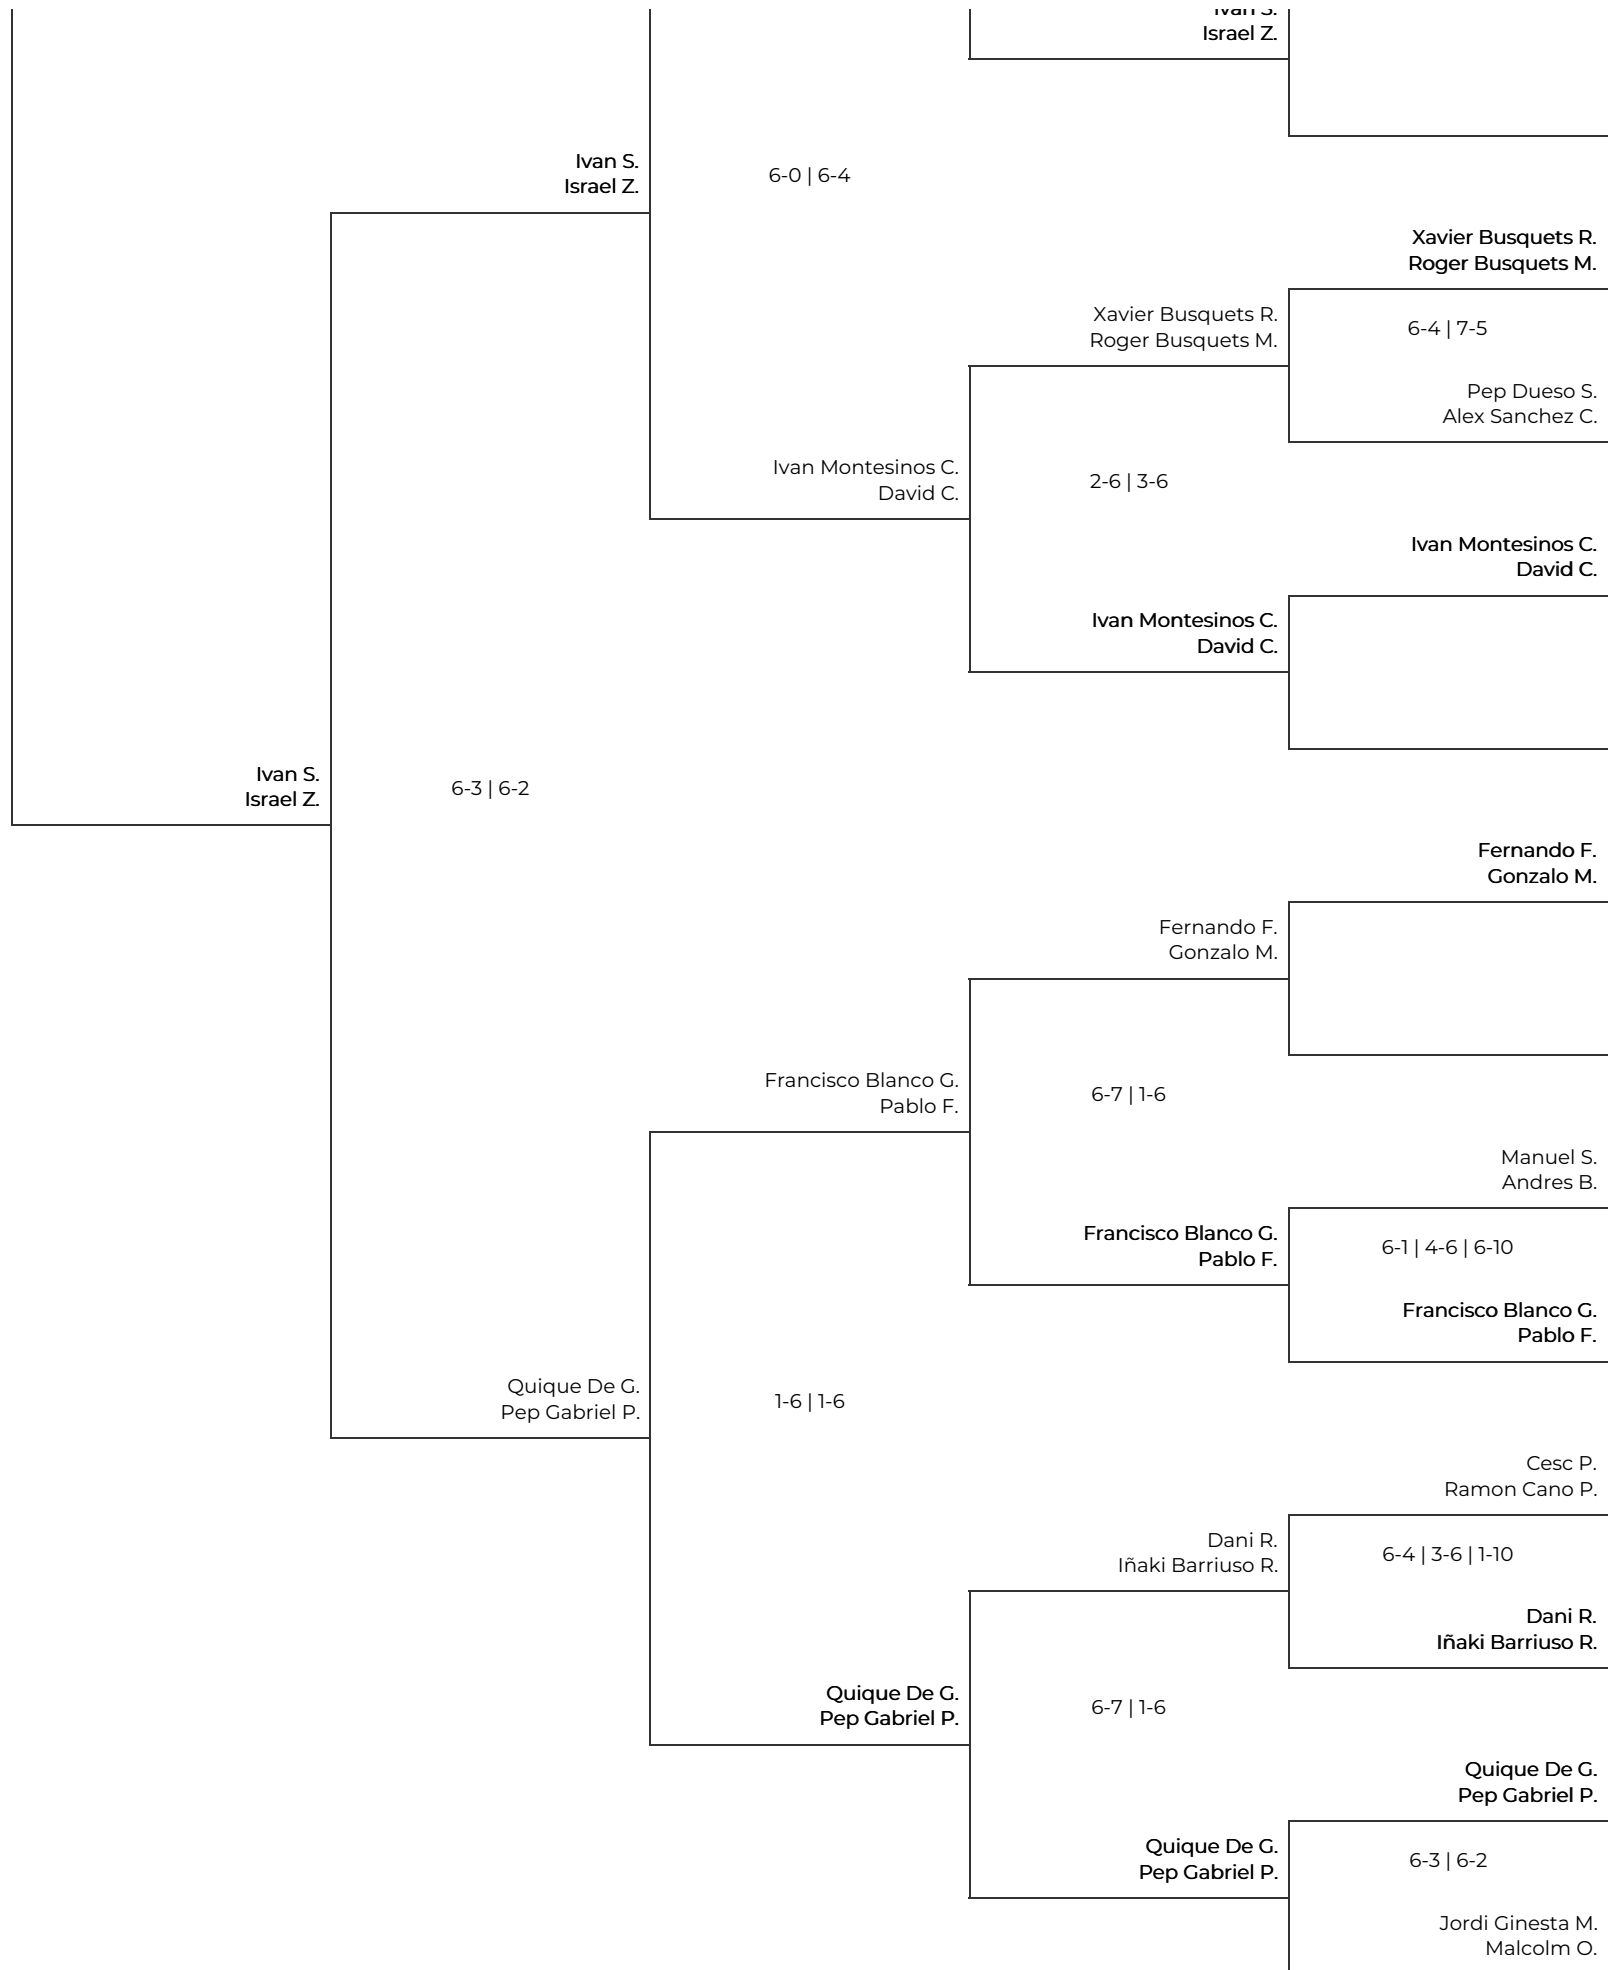 Ivan S.
Israel Z.
Ivan S.
Israel Z.
6-0 | 6-4
Xavier Busquets R.
Roger Busquets M.
Xavier Busquets R.
Roger Busquets M.
6-4 | 7-5
Pep Dueso S.
Alex Sanchez C.
Ivan Montesinos C.
David C.
2-6 | 3-6
Ivan Montesinos C.
David C.
Ivan Montesinos C.
David C.
Ivan S.
Israel Z.
6-3 | 6-2
Fernando F.
Gonzalo M.
Fernando F.
Gonzalo M.
Francisco Blanco G.
Pablo F.
6-7 | 1-6
Manuel S.
Andres B.
Francisco Blanco G.
Pablo F.
6-1 | 4-6 | 6-10
Francisco Blanco G.
Pablo F.
Quique De G.
Pep Gabriel P.
1-6 | 1-6
Cesc P.
Ramon Cano P.
Dani R.
Iñaki Barriuso R.
6-4 | 3-6 | 1-10
Dani R.
Iñaki Barriuso R.
Quique De G.
Pep Gabriel P.
6-7 | 1-6
Quique De G.
Pep Gabriel P.
Quique De G.
Pep Gabriel P.
6-3 | 6-2
Jordi Ginesta M.
Malcolm O.